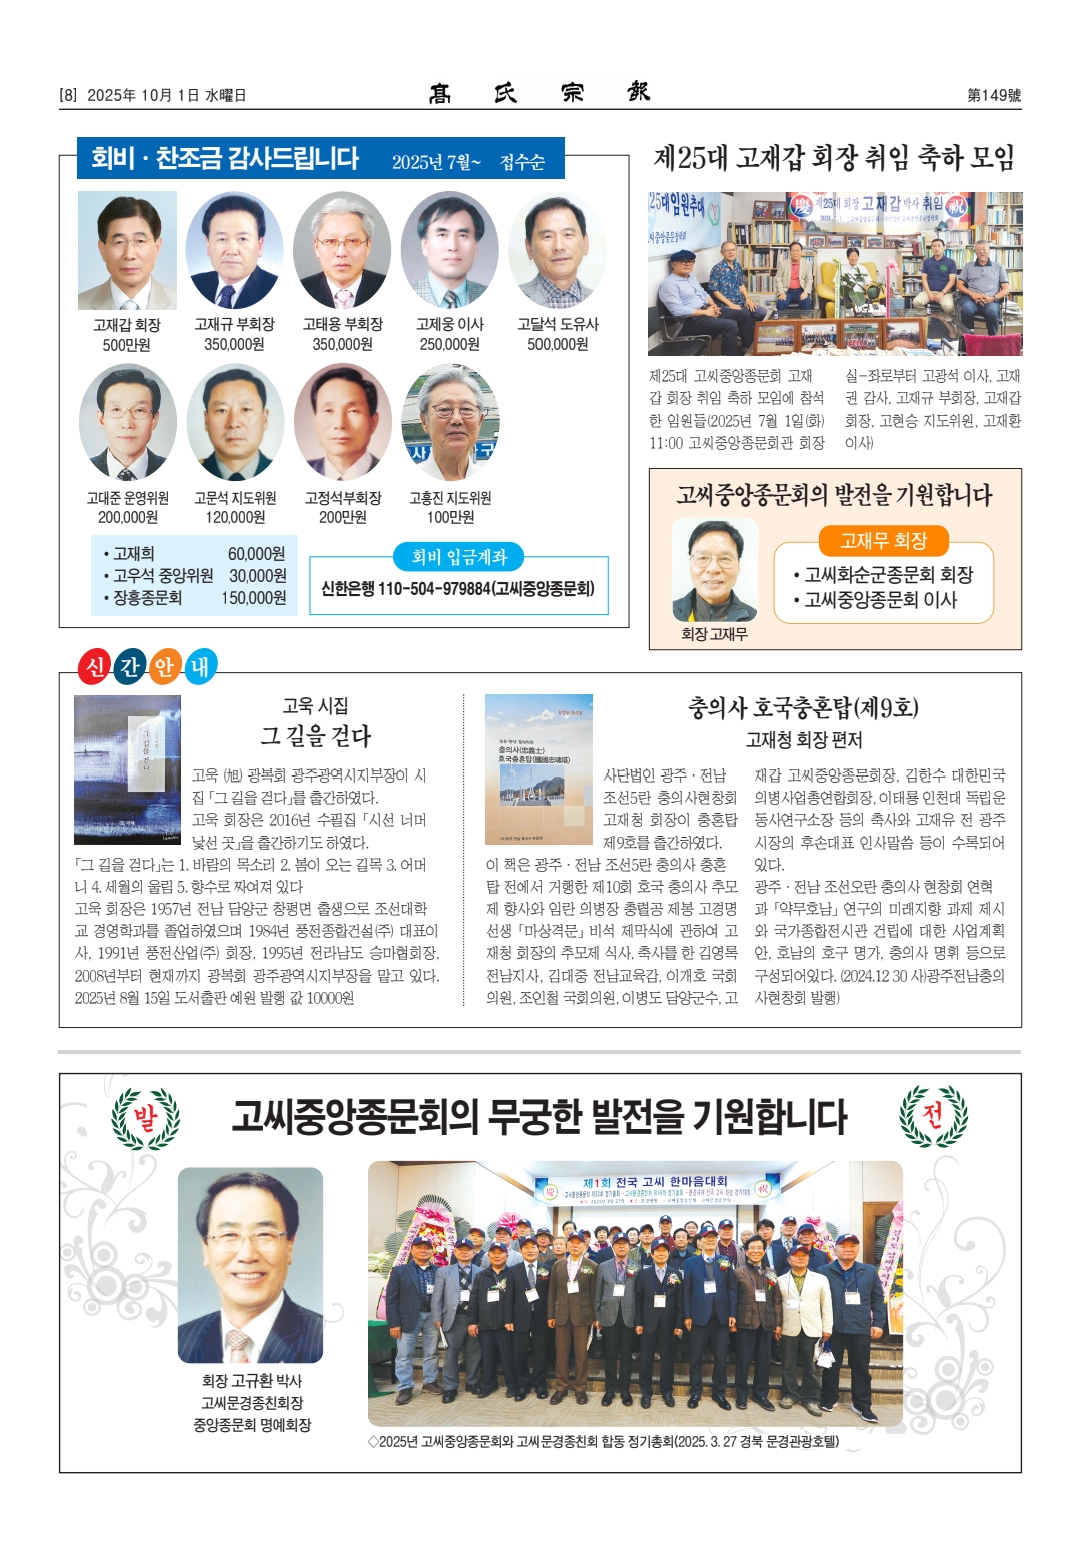 [8] 2025年 10月 1日 水曜日
髙氏宗報
第149號
회비 · 찬조금 감사드립니다 2025년 7월~ 접수순
고재갑 회장
500만원
고재규 부회장
350,000원
고태용 부회장
350,000원
고제웅 이사
250,000원
고달석 도유사
500,000원
고대준 운영위원
200,000원
고문석 지도위원
120,000원
고정석부회장
200만원
고흥진 지도위원
100만원
• 고재희 60,000원
• 고우석 중앙위원 30,000원
• 장흥종문회 150,000원
회비 입금계좌
신한은행 110-504-979884(고씨중앙종문회)
제25대 고재갑 회장 취임 축하 모임
제25대 회장 고재갑 박사 취임
제25대 고씨중앙종문회 고재
갑 회장 취임 축하 모임에 참석
한 임원들(2025년 7월 1일(화)
11:00 고씨중앙종문회관 회장
실-좌로부터 고광석 이사, 고재
권 감사, 고재규 부회장, 고재갑
회장, 고현승 지도위원, 고재환
이사)
고씨중앙종문회의 발전을 기원합니다
회장 고재무
고재무 회장
• 고씨화순군종문회 회장
• 고씨중앙종문회 이사
신간안내
그 길을 걷다
고욱 시집
그 길을 걷다
고욱 (旭) 광복회 광주광역시지부장이 시
집 「그 길을 걷다」를 출간하였다.
고욱 회장은 2016년 수필집 「시선 너머
낯선 곳」을 출간하기도 하였다.
「그 길을 걷다」는 1. 바람의 목소리 2. 봄이 오는 길목 3. 어머
니 4. 세월의 울림 5. 향수로 짜여져 있다
고욱 회장은 1957년 전남 담양군 창평면 출생으로 조선대학
교 경영학과를 졸업하였으며 1984년 풍전종합건설(주) 대표이
사, 1991년 풍전산업(주) 회장, 1995년 전라남도 승마협회장,
2008년부터 현재까지 광복회 광주광역시지부장을 맡고 있다.
2025년 8월 15일 도서출판 예원 발행 값 10000원
충의사(忠義士)
호국충혼탑(護國忠魂塔)
충의사 호국충혼탑(제9호)
고재청 회장 편저
사단법인 광주 · 전남
조선5란 충의사현창회
고재청 회장이 충혼탑
제9호를 출간하였다.
이 책은 광주 · 전남 조선5란 충의사 충혼
탑 전에서 거행한 제10회 호국 충의사 추모
제 향사와 임란 의병장 충렬공 제봉 고경명
선생 「마상격문」 비석 제막식에 관하여 고
재청 회장의 추모제 식사, 축사를 한 김영록
전남지사, 김대중 전남교육감, 이개호 국회
의원, 조인철 국회의원, 이병도 담양군수, 고
재갑 고씨중앙종문회장, 김한수 대한민국
의병사업총연합회장, 이태룡 인천대 독립운
동사연구소장 등의 축사와 고재유 전 광주
시장의 후손대표 인사말씀 등이 수록되어
있다.
광주 · 전남 조선오란 충의사 현창회 연혁
과 「약무호남」 연구의 미래지향 과제 제시
와 국가종합전시관 건립에 대한 사업계획
안, 호남의 호구 명가, 충의사 명휘 등으로
구성되어있다. (2024.12 30 사)광주전남충의
사현창회 발행)
발
고씨중앙종문회의 무궁한 발전을 기원합니다
전
회장 고규환 박사
고씨문경종친회장
중앙종문회 명예회장
제1회 전국 고씨 한마음대회
◇2025년 고씨중앙종문회와 고씨문경종친회 합동 정기총회(2025. 3. 27 경북 문경관광호텔)